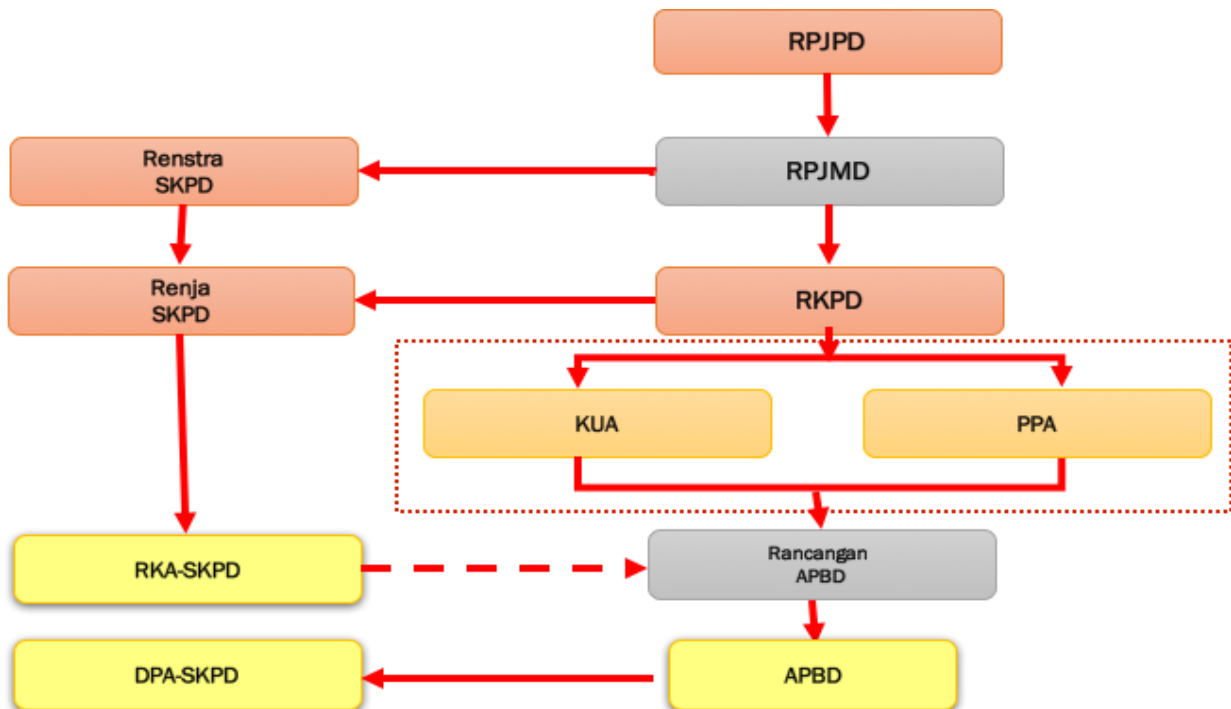 RPJPD
Renstra
SKPD
RPJMD
Renja
SKPD
RKPD
KUA
PPA
RKA-SKPD
Rancangan
APBD
DPA-SKPD
APBD